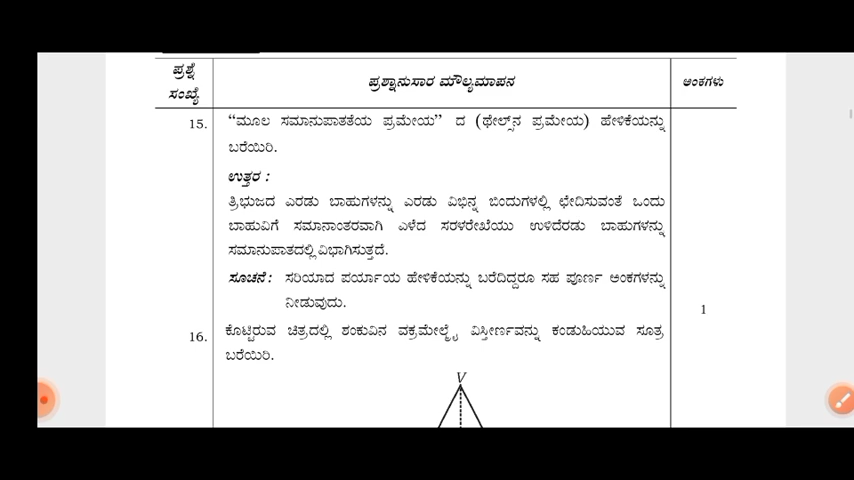 ಪ್ರಶ್ನೆ ಸಂಖ್ಯೆ
ಪ್ರಶ್ನಾನುಸಾರ ಮೌಲ್ಯಮಾಪನ
ಅಂಕಗಳು
15. “ಮೂಲ ಸಮಾನುಪಾತತೆಯ ಪ್ರಮೇಯ” ದ (ಥೇಲ್ಸ್‌ನ ಪ್ರಮೇಯ) ಹೇಳಿಕೆಯನ್ನು
ಬರೆಯಿರಿ.
ಉತ್ತರ :
ತ್ರಿಭುಜದ ಎರಡು ಬಾಹುಗಳನ್ನು ಎರಡು ವಿಭಿನ್ನ ಬಿಂದುಗಳಲ್ಲಿ ಛೇದಿಸುವಂತೆ ಒಂದು
ಬಾಹುವಿಗೆ ಸಮಾನಾಂತರವಾಗಿ ಎಳೆದ ಸರಳರೇಖೆಯು ಉಳಿದೆರಡು ಬಾಹುಗಳನ್ನು
ಸಮಾನುಪಾತದಲ್ಲಿ ವಿಭಾಗಿಸುತ್ತದೆ.
ಸೂಚನೆ : ಸರಿಯಾದ ಪರ್ಯಾಯ ಹೇಳಿಕೆಯನ್ನು ಬರೆದಿದ್ದರೂ ಸಹ ಪೂರ್ಣ ಅಂಕಗಳನ್ನು
ನೀಡುವುದು.
1
16. ಕೊಟ್ಟಿರುವ ಚಿತ್ರದಲ್ಲಿ ಶಂಕುವಿನ ವಕ್ರಮೇಲ್ಮೈ ವಿಸ್ತೀರ್ಣವನ್ನು ಕಂಡುಹಿಯುವ ಸೂತ್ರ
ಬರೆಯಿರಿ.
V